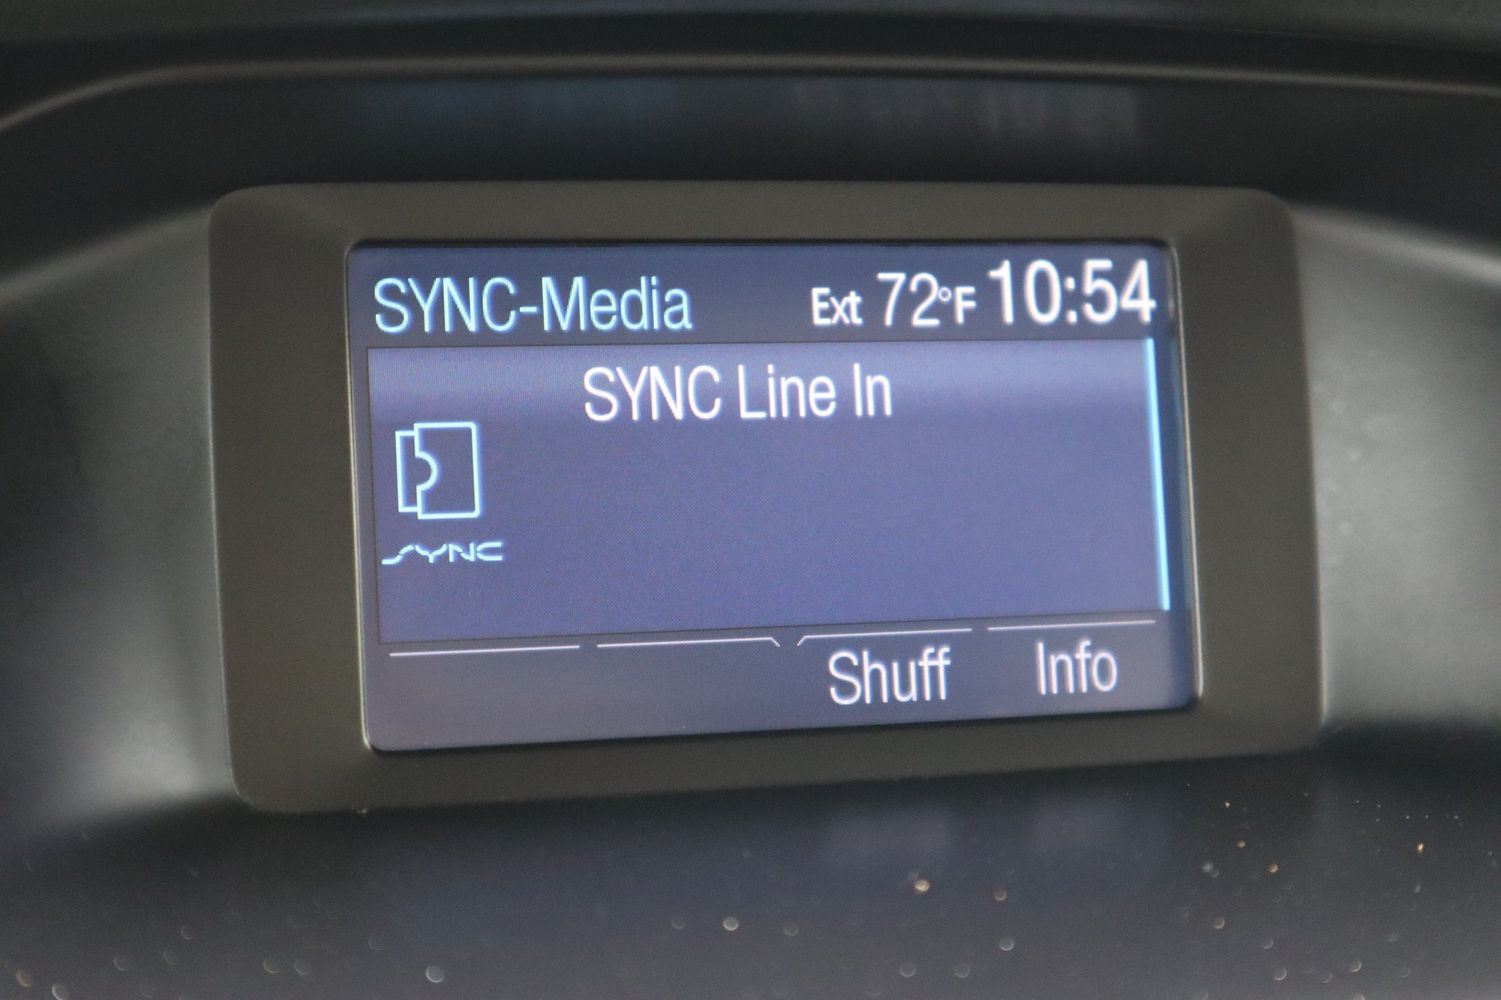 SYNC-Media Ext 72°F 10:54
SYNC Line In
SYNC
Shuff Info